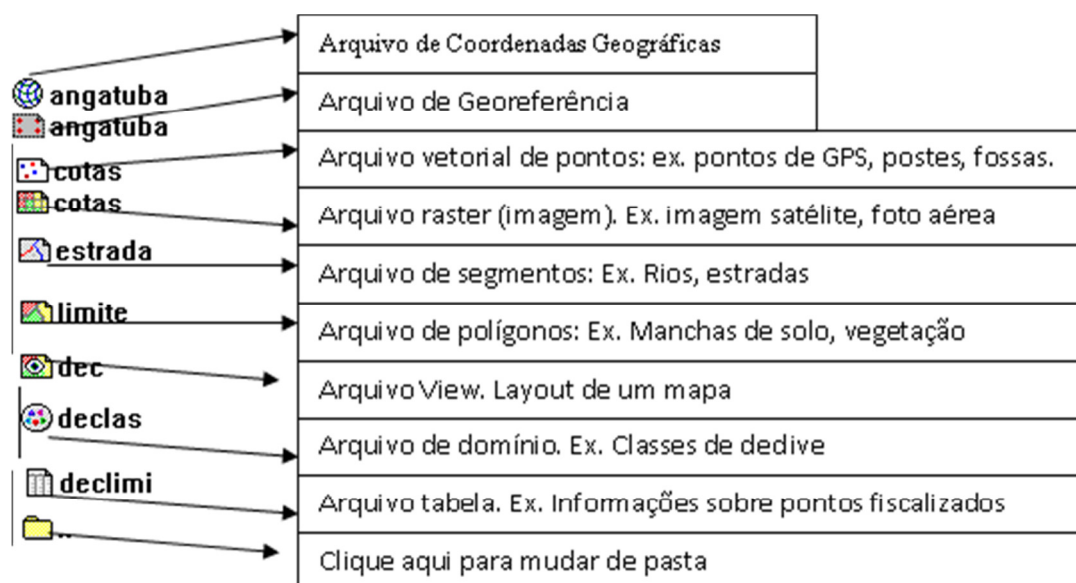 Arquivo de Coordenadas Geográficas
angatuba
Arquivo de Georeferência
angatuba
Arquivo vetorial de pontos: ex. pontos de GPS, postes, fossas.
cotas
Arquivo raster (imagem). Ex. imagem satélite, foto aérea
cotas
Arquivo de segmentos: Ex. Rios, estradas
estrada
Arquivo de polígonos: Ex. Manchas de solo, vegetação
limite
Arquivo View. Layout de um mapa
dec
Arquivo de domínio. Ex. Classes de dedive
declas
Arquivo tabela. Ex. Informações sobre pontos fiscalizados
declimi
Clique aqui para mudar de pasta
..